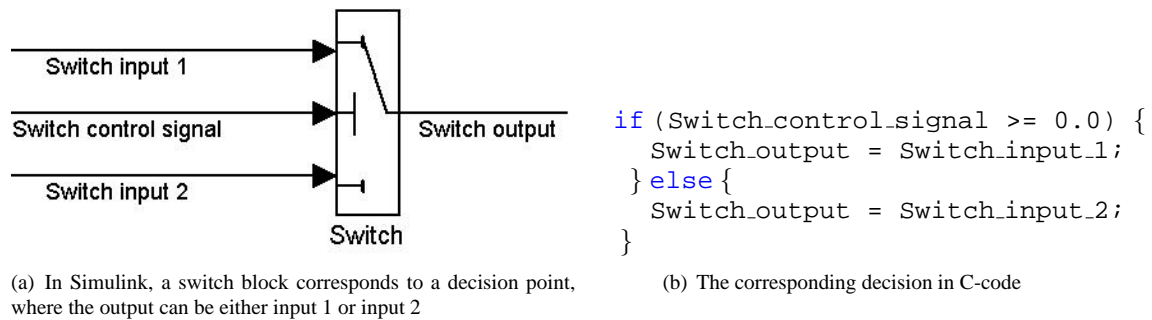 Switch input 1
Switch control signal
Switch output
Switch input 2
Switch
if (Switch_control_signal >= 0.0) {
Switch_output = Switch_input_1;
} else {
Switch_output = Switch_input_2;
}
(a) In Simulink, a switch block corresponds to a decision point,
where the output can be either input 1 or input 2
(b) The corresponding decision in C-code